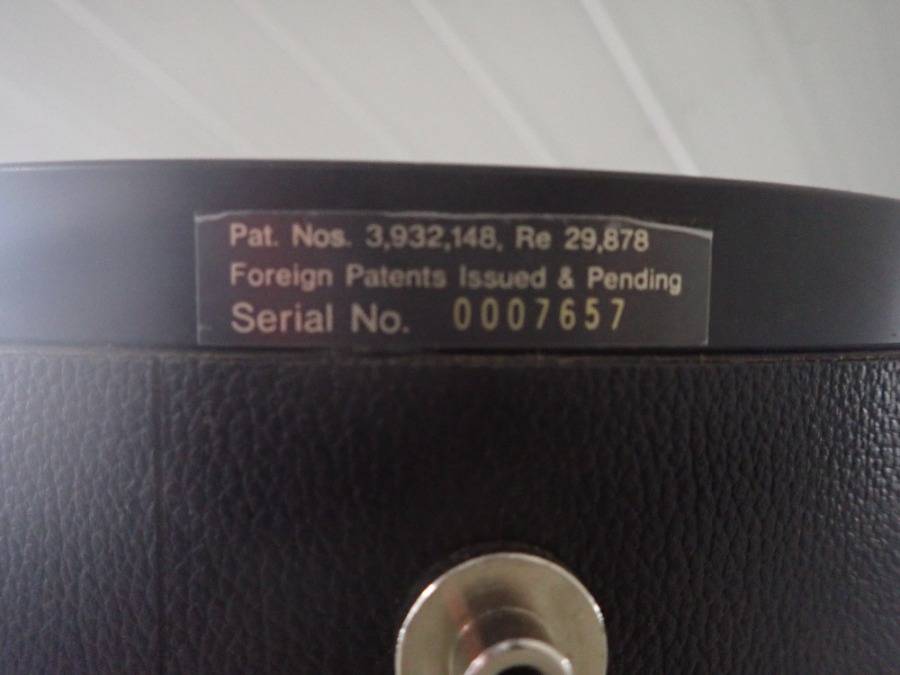 Pat. Nos. 3,932,148, Re 29,878
Foreign Patents Issued & Pending
Serial No. 0007657